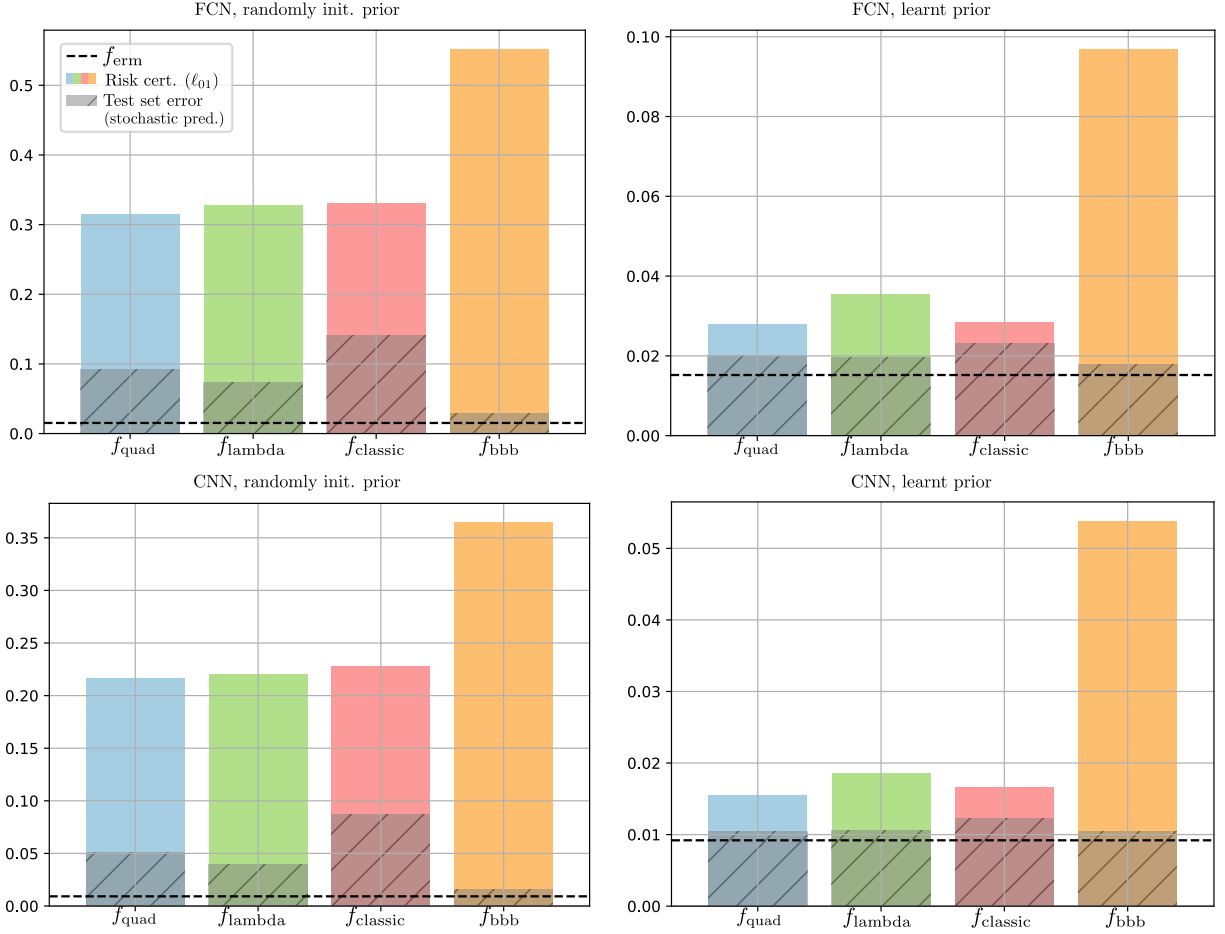 FCN, randomly init. prior
0.5
0.4
0.3
0.2
0.1
0.0
f_erm
Risk cert. (ℓ_01)
Test set error
(stochastic pred.)
f_quad f_lambda f_classic f_bbb
FCN, learnt prior
0.10
0.08
0.06
0.04
0.02
0.00
f_quad f_lambda f_classic f_bbb
CNN, randomly init. prior
0.35
0.30
0.25
0.20
0.15
0.10
0.05
0.00
f_quad f_lambda f_classic f_bbb
CNN, learnt prior
0.05
0.04
0.03
0.02
0.01
0.00
f_quad f_lambda f_classic f_bbb